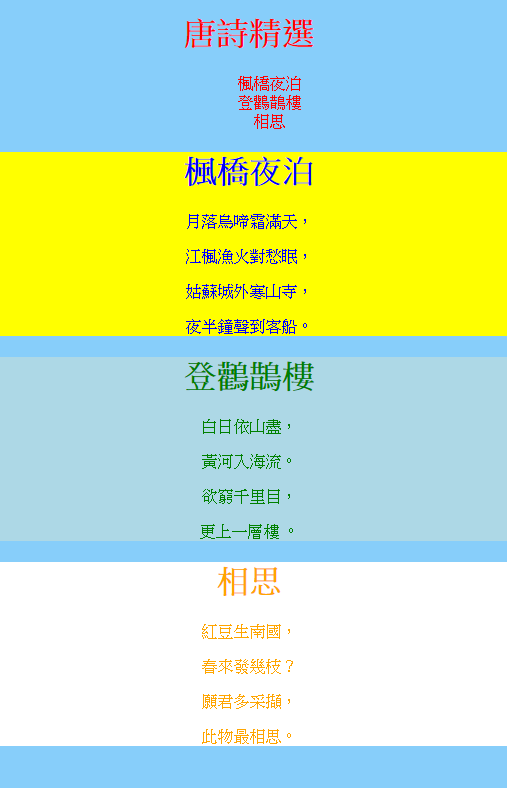 唐詩精選
楓橋夜泊
登鸛鵲樓
相思
楓橋夜泊
月落烏啼霜滿天，
江楓漁火對愁眠，
姑蘇城外寒山寺，
夜半鐘聲到客船。
登鸛鵲樓
白日依山盡，
黃河入海流。
欲窮千里目，
更上一層樓。
相思
紅豆生南國，
春來發幾枝？
願君多采擷，
此物最相思。